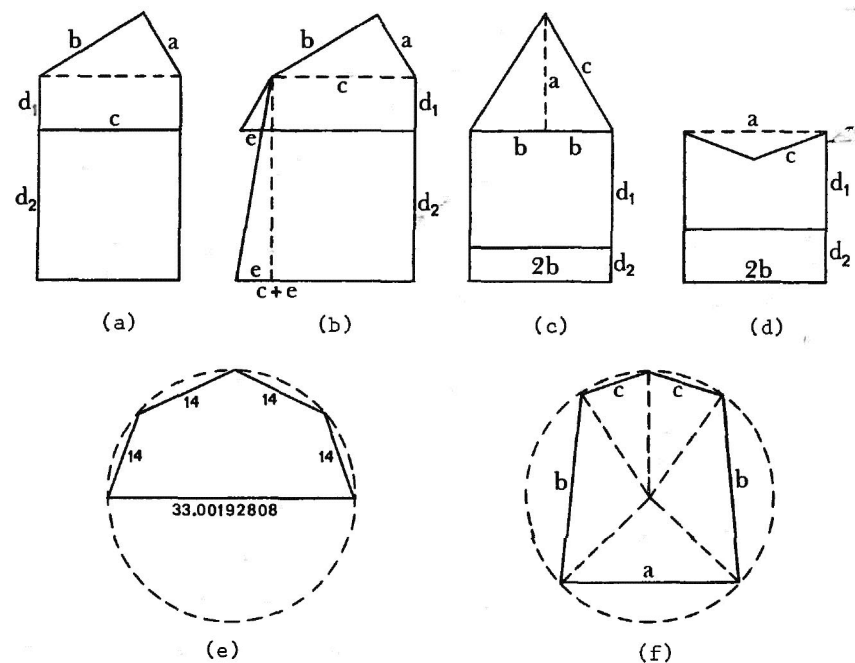 b a b a
c
a
c
d₁ d₁
c
e
b b
a
c
d₂ d₂ d₁ d₁
e
c + e
2b d₂
2b d₂
(a) (b) (c) (d)
14 14
14 14
33.00192808
c c
b b
a
(e) (f)